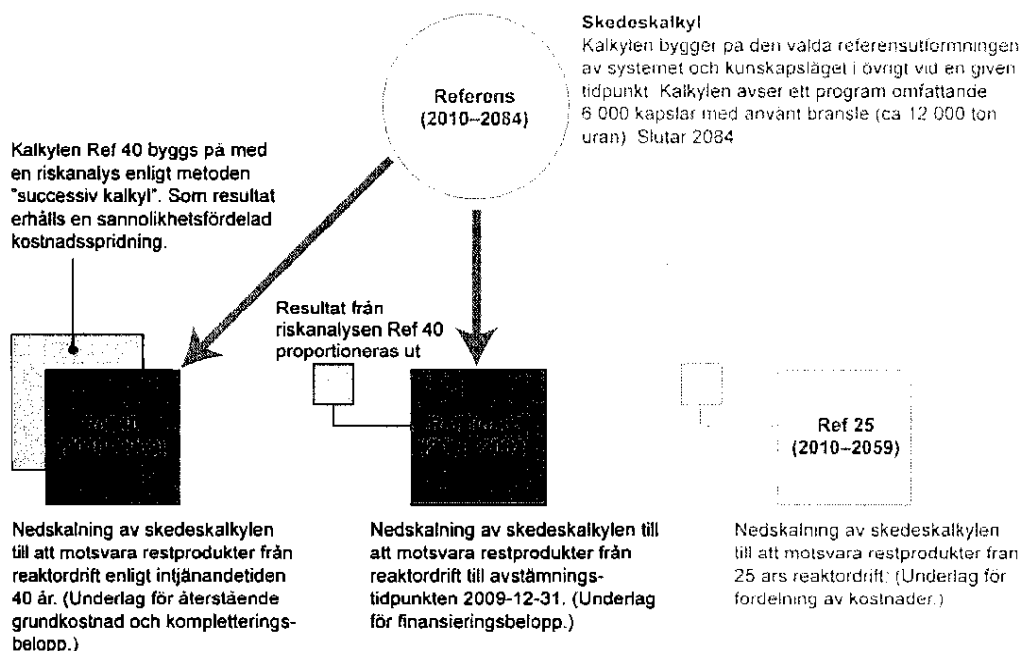 Skedeskalkyl
Kalkylen bygger pa den valda referensutformningen
av systemet och kunskapsläget i övrigt vid en given
tidpunkt Kalkylen avser ett program omfattande
6 000 kapslar med använt bransle (ca 12 000 ton
uran) Slutar 2084
Referens
(2010–2084)
Kalkylen Ref 40 byggs på med
en riskanalys enligt metoden
"successiv kalkyl". Som resultat
erhålls en sannolikhetsfördelad
kostnadsspridning.
Resultat från
riskanalysen Ref 40
proportioneras ut
Ref 25
(2010–2059)
Nedskalning av skedeskalkylen
till att motsvara restprodukter från
reaktordrift enligt intjänandetiden
40 år. (Underlag för återstående
grundkostnad och kompletterings-
belopp.)
Nedskalning av skedeskalkylen till
att motsvara restprodukter från
reaktordrift till avstämnings-
tidpunkten 2009-12-31. (Underlag
för finansieringsbelopp.)
Nedskalning av skedeskalkylen
till att motsvara restprodukter fran
25 ars reaktordrift. (Underlag för
fordelning av kostnader.)